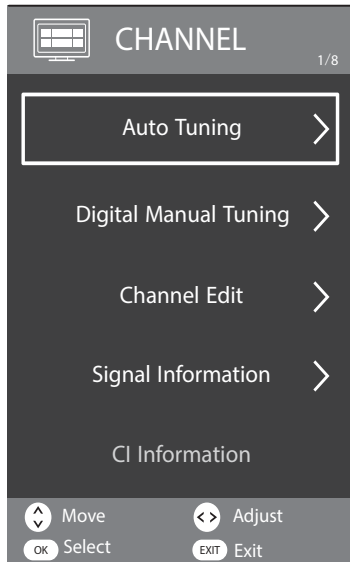 CHANNEL
1/8
Auto Tuning
Digital Manual Tuning
Channel Edit
Signal Information
CI Information
Move Adjust
OK Select EXIT Exit